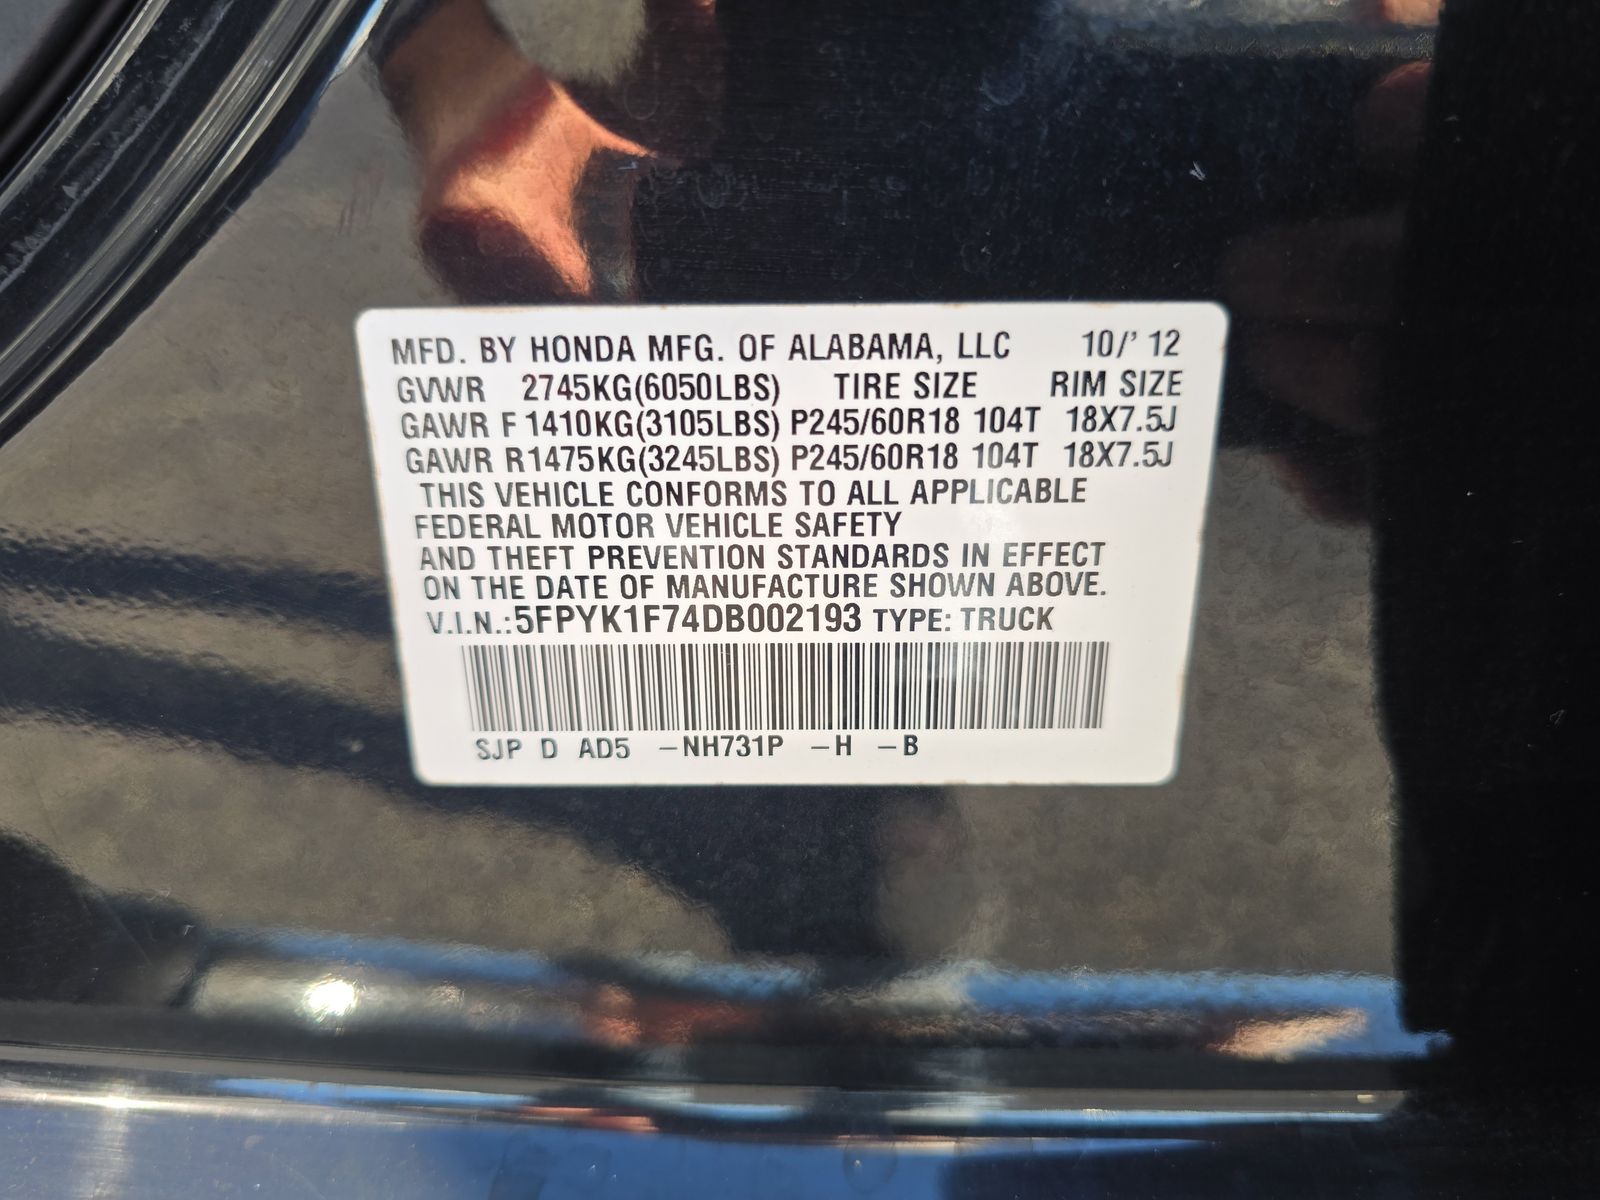 MFD. BY HONDA MFG. OF ALABAMA, LLC 10/' 12
GVWR 2745KG(6050LBS) TIRE SIZE RIM SIZE
GAWR F 1410KG(3105LBS) P245/60R18 104T 18X7.5J
GAWR R1475KG(3245LBS) P245/60R18 104T 18X7.5J
THIS VEHICLE CONFORMS TO ALL APPLICABLE
FEDERAL MOTOR VEHICLE SAFETY
AND THEFT PREVENTION STANDARDS IN EFFECT
ON THE DATE OF MANUFACTURE SHOWN ABOVE.
V.I.N.:5FPYK1F74DB002193 TYPE: TRUCK
SJP D AD5 -NH731P -H -B